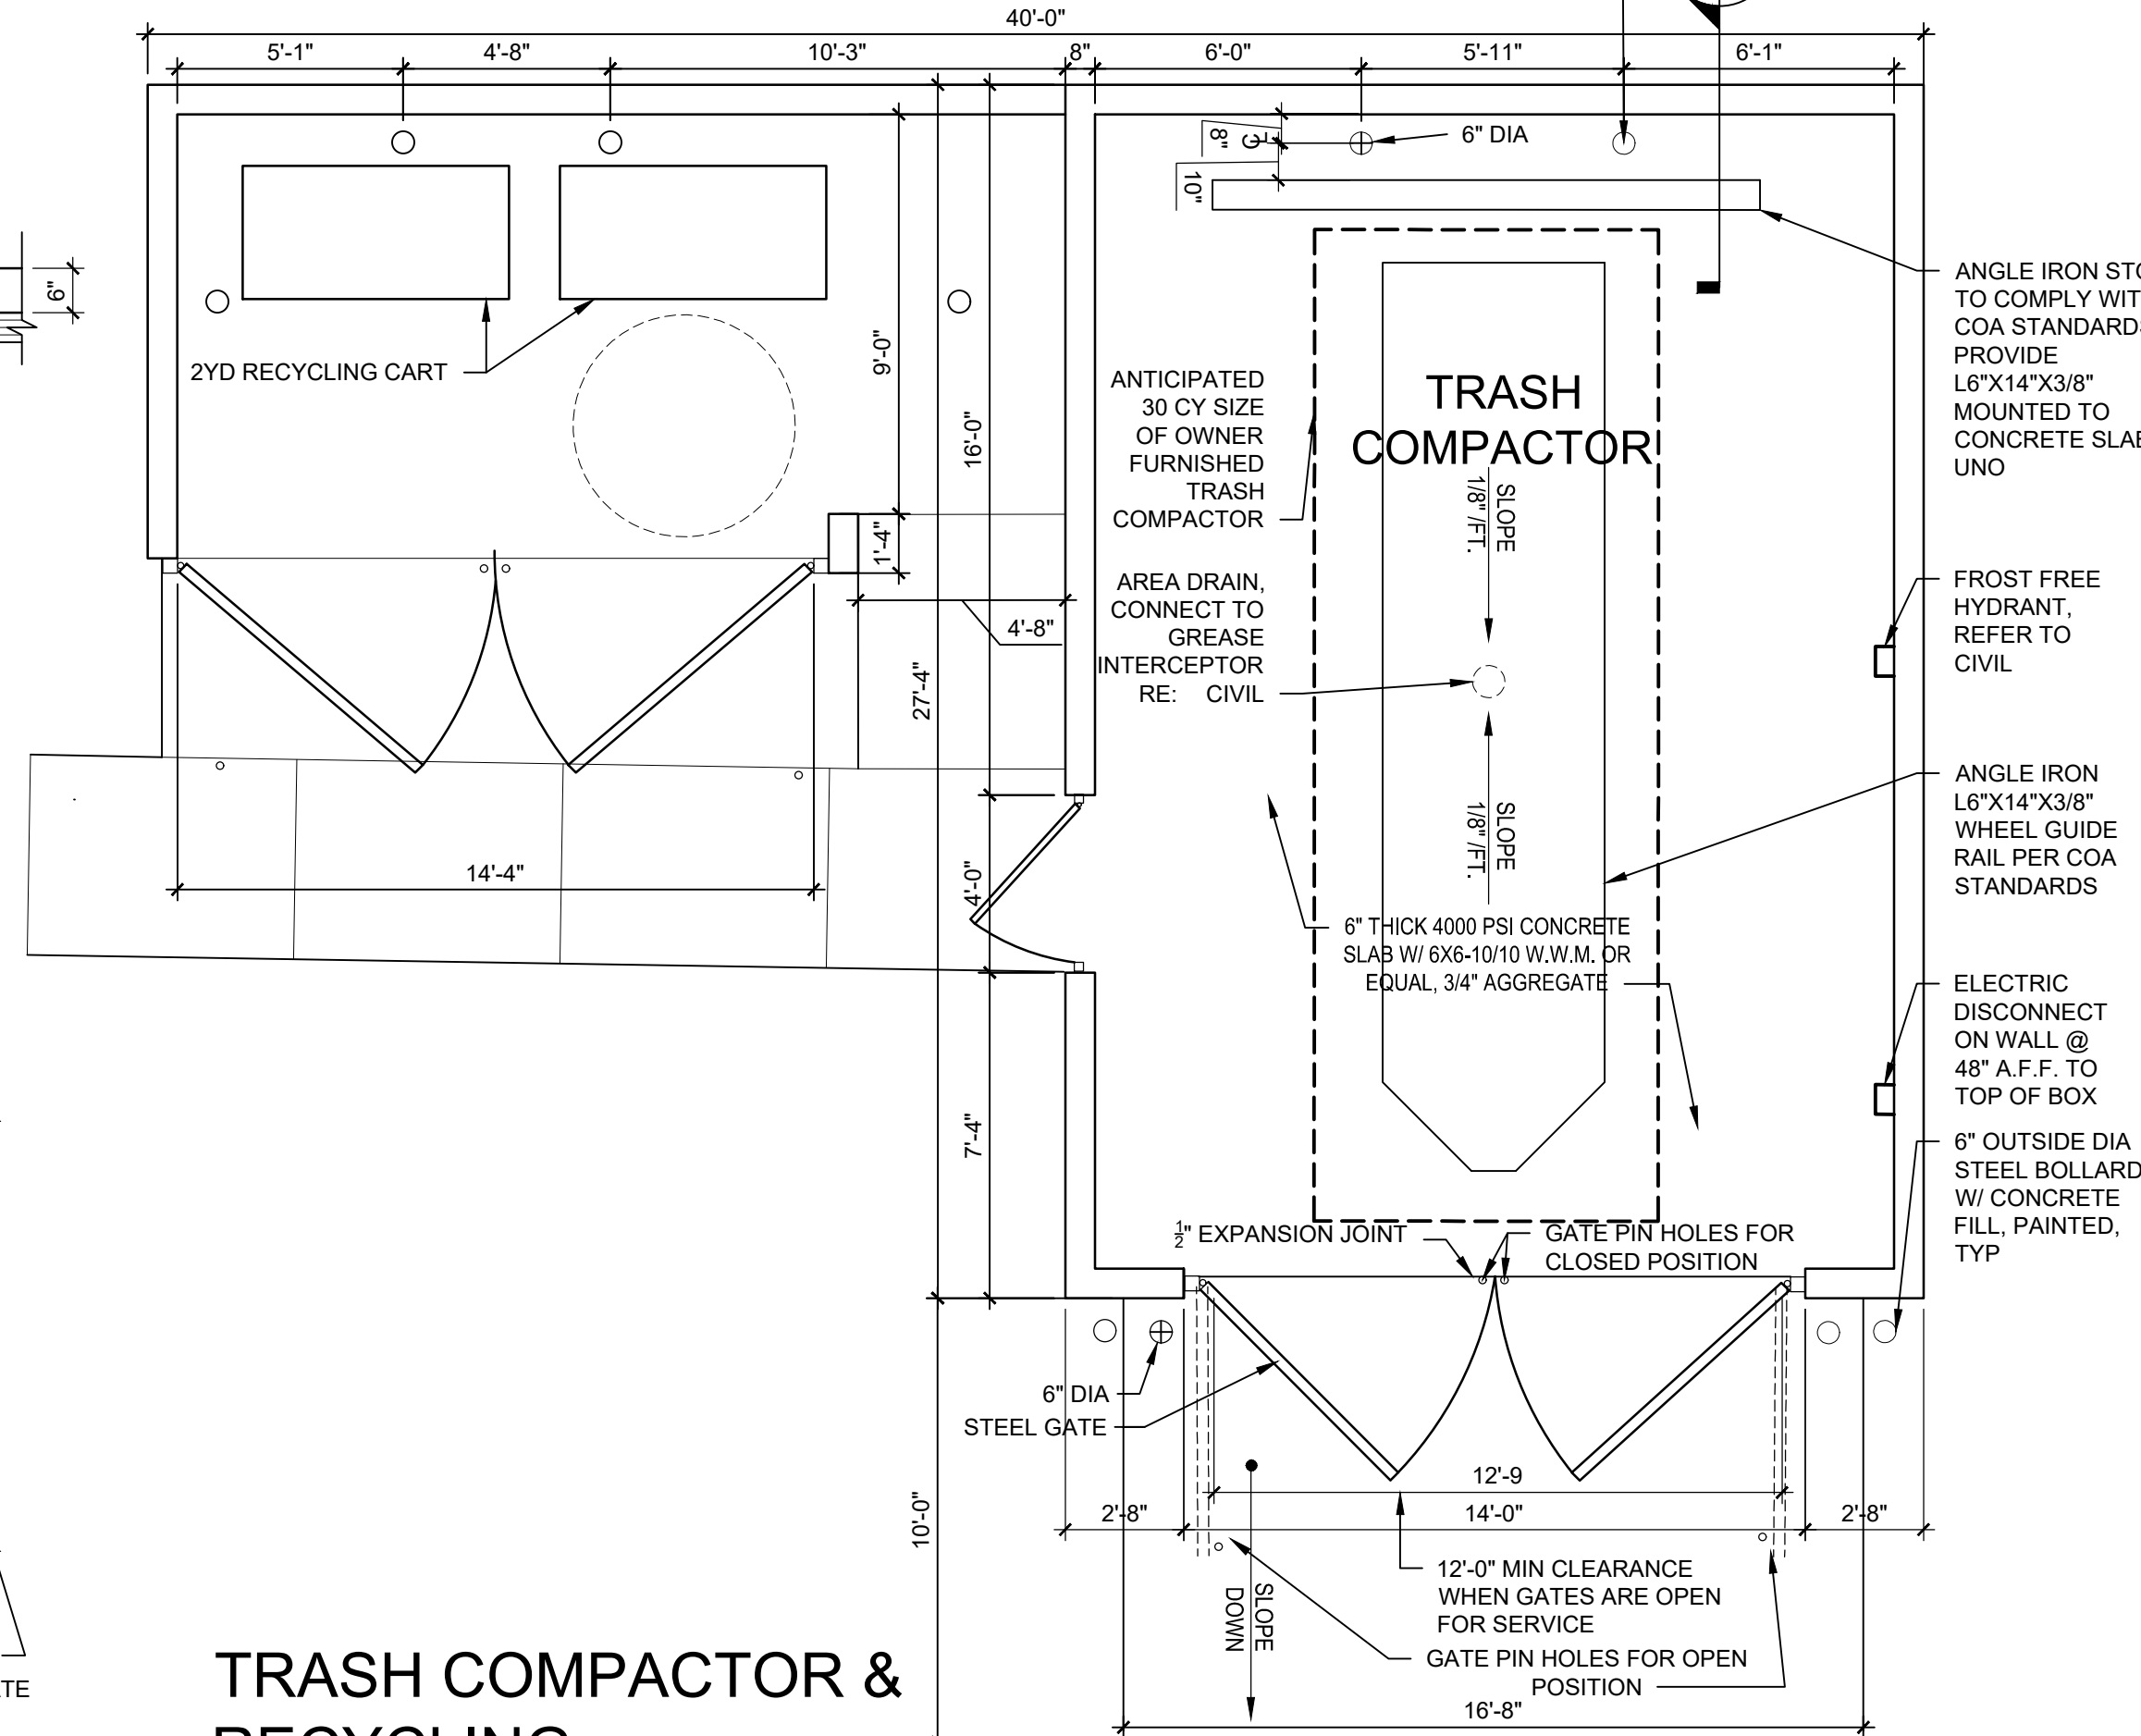 40'-0"
5'-1"
4'-8"
10'-3"
8"
6'-0"
5'-11"
6'-1"
8"
10"
6" DIA
6"
ANGLE IRON
TO COMPLY
COA
PROVIDE
L6"X14"X3/8"
MOUNTED TO
CONCRETE
UNO
2YD RECYCLING CART
9'-0"
16'-0"
1'-4"
4'-8"
27'-4"
ANTICIPATED
30 CY SIZE
OF OWNER
FURNISHED
TRASH
COMPACTOR
TRASH
COMPACTOR
SLOPE
1/8" /FT.
AREA DRAIN,
CONNECT TO
GREASE
INTERCEPTOR
RE: CIVIL
FROST FREE
HYDRANT,
REFER TO
CIVIL
SLOPE
1/8" /FT.
ANGLE IRON
L6"X14"X3/8"
WHEEL GUIDE
RAIL PER COA
STANDARDS
14'-4"
4'-0"
6" THICK 4000 PSI CONCRETE
SLAB W/ 6X6-10/10 W.W.M. OR
EQUAL, 3/4" AGGREGATE
ELECTRIC
DISCONNECT
ON WALL @
48" A.F.F. TO
TOP OF BOX
7'-4"
6" OUTSIDE DIA
STEEL BOLLARD
W/ CONCRETE
FILL, PAINTED,
TYP
½" EXPANSION JOINT
GATE PIN HOLES FOR
CLOSED POSITION
6" DIA
STEEL GATE
12'-9
2'-8"
14'-0"
2'-8"
10'-0"
SLOPE
DOWN
12'-0" MIN CLEARANCE
WHEN GATES ARE OPEN
FOR SERVICE
GATE PIN HOLES FOR OPEN
POSITION
16'-8"
TRASH COMPACTOR &
RECYCLING
TE